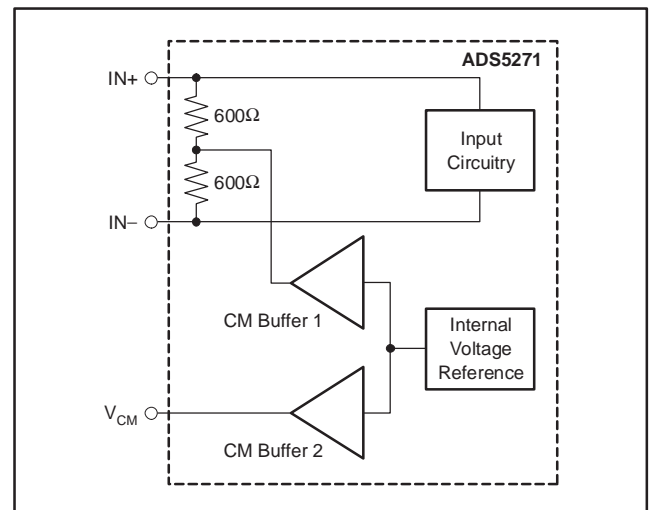 ADS5271
IN+
600Ω
Input
Circuitry
600Ω
IN−
CM Buffer 1
Internal
Voltage
Reference
VCM
CM Buffer 2